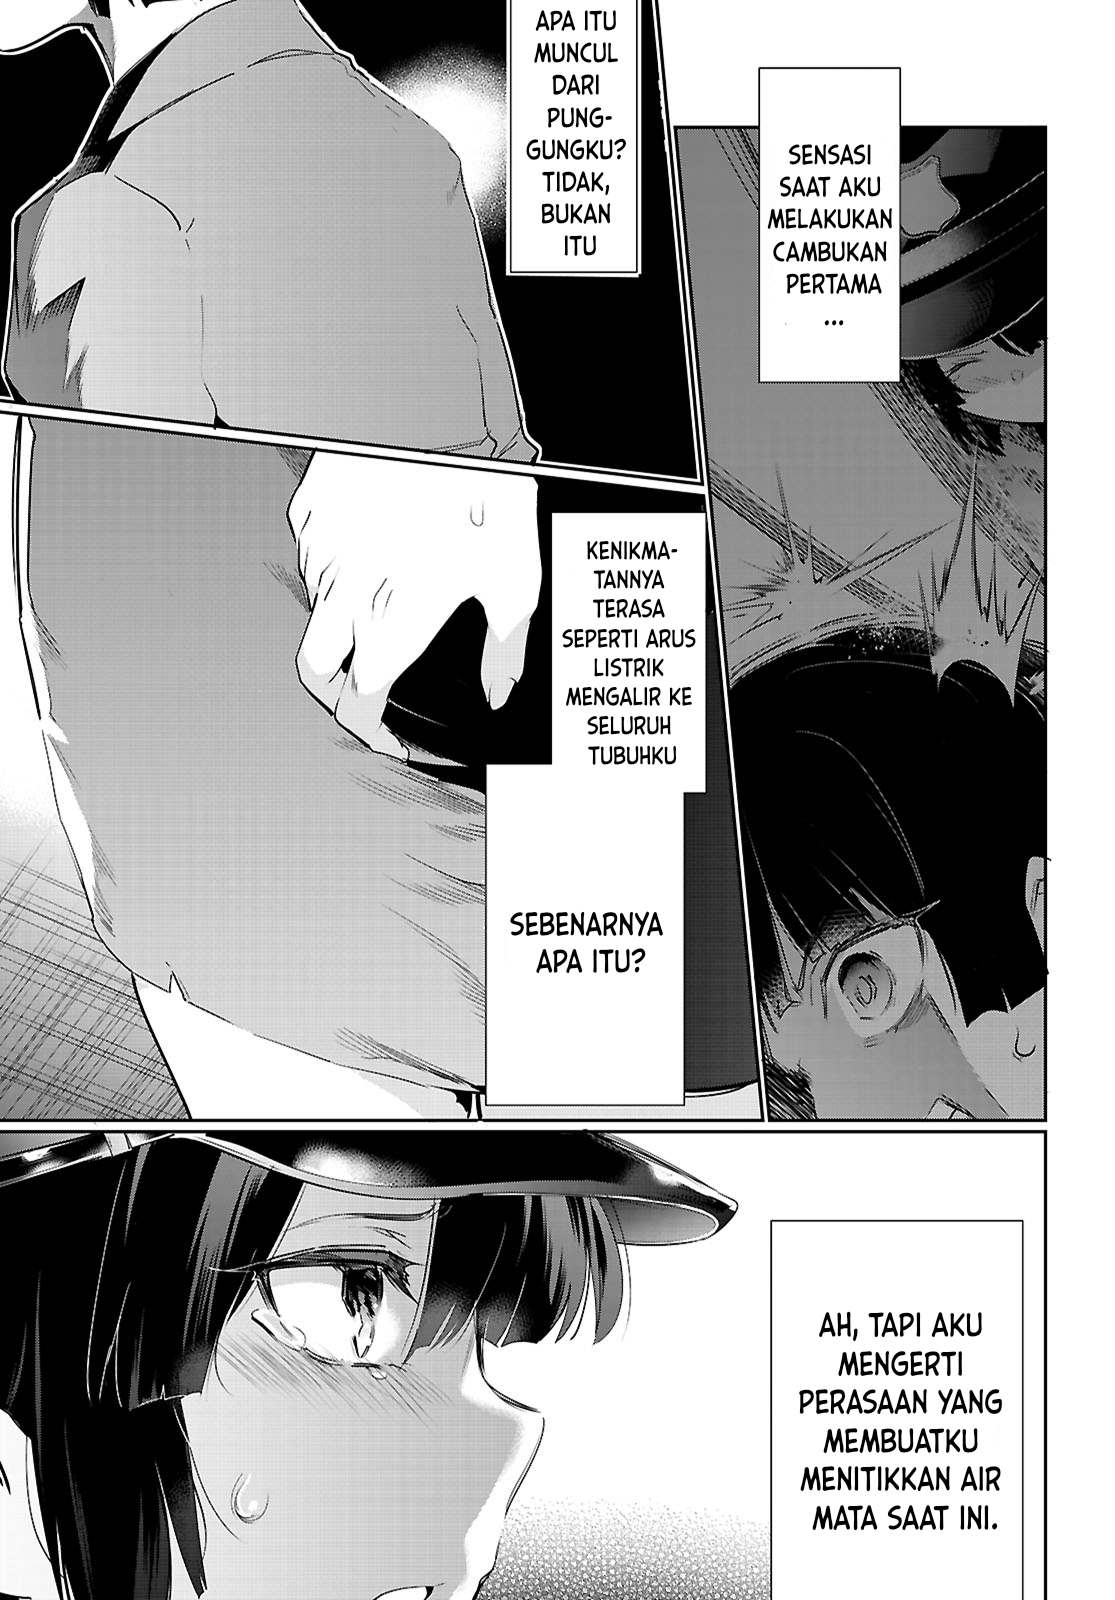 SENSASI
SAAT AKU
MELAKUKAN
CAMBUKAN
PERTAMA
...
APA ITU
MUNCUL
DARI
PUNG-
GUNGKU?
TIDAK,
BUKAN
ITU
KENIKMA-
TANNYA
TERASA
SEPERTI ARUS
LISTRIK
MENGALIR KE
SELURUH
TUBUHKU
SEBENARNYA
APA ITU?
AH, TAPI AKU
MENGERTI
PERASAAN YANG
MEMBUATKU
MENITIKKAN AIR
MATA SAAT INI.